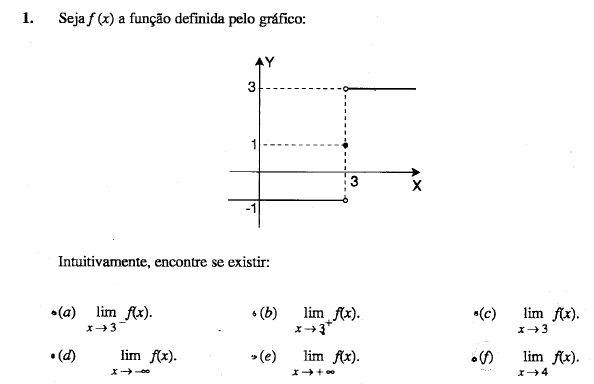 1. Seja f (x) a função definida pelo gráfico:
Y
3
1
3
X
-1
Intuitivamente, encontre se existir:
•(a) lim f(x). •(b) lim f(x). •(c) lim f(x).
x → 3⁻ x → 3⁺ x → 3
•(d) lim f(x). •(e) lim f(x). •(f) lim f(x).
x → -∞ x → +∞ x → 4